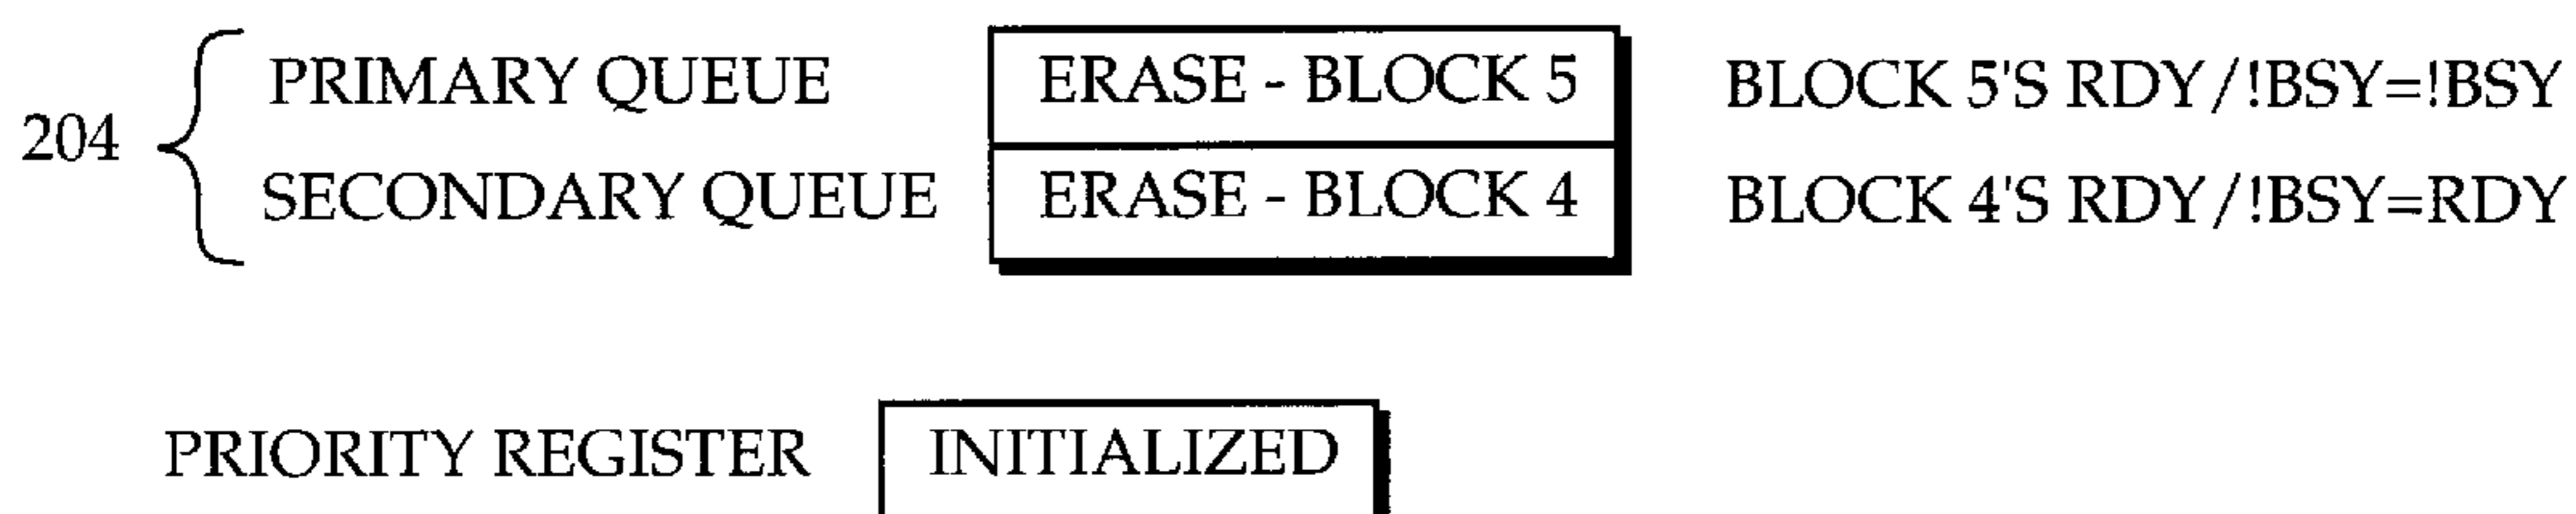 PRIMARY QUEUE ERASE - BLOCK 5 BLOCK 5'S RDY/!BSY=!BSY
204
SECONDARY QUEUE ERASE - BLOCK 4 BLOCK 4'S RDY/!BSY=RDY
PRIORITY REGISTER INITIALIZED